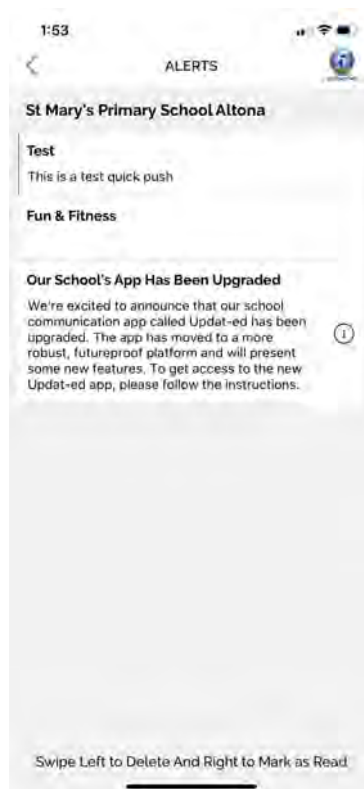 1:53
ALERTS
St Mary's Primary School Altona
Test
This is a test quick push
Fun & Fitness
Our School's App Has Been Upgraded
We're excited to announce that our school
communication app called Updat-ed has been
upgraded. The app has moved to a more
robust, futureproof platform and will present
some new features. To get access to the new
Updat-ed app, please follow the instructions.
Swipe Left to Delete And Right to Mark as Read